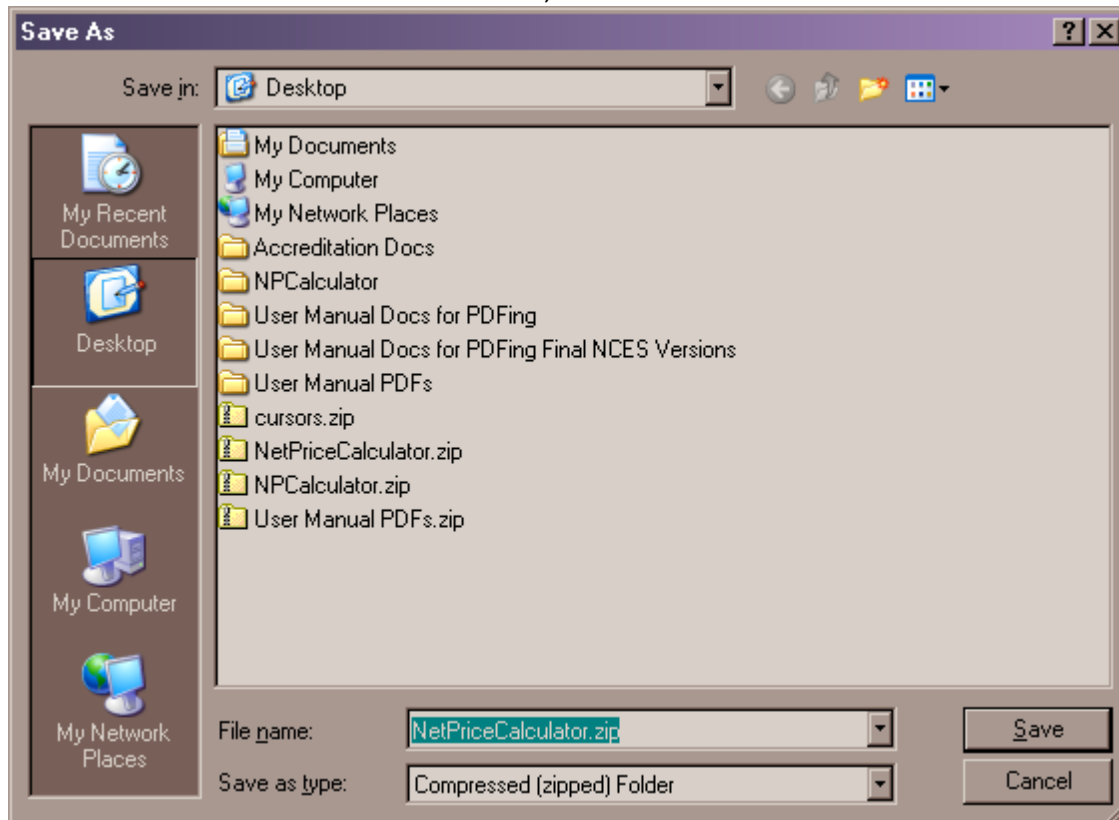 Save As
Save in:
Desktop
My Recent
Documents
Desktop
My Documents
My Computer
My Network
Places
My Documents
My Computer
My Network Places
Accreditation Docs
NPCalculator
User Manual Docs for PDFing
User Manual Docs for PDFing Final NCES Versions
User Manual PDFs
cursors.zip
NetPriceCalculator.zip
NPCalculator.zip
User Manual PDFs.zip
File name:
NetPriceCalculator.zip
Save
Save as type:
Compressed (zipped) Folder
Cancel